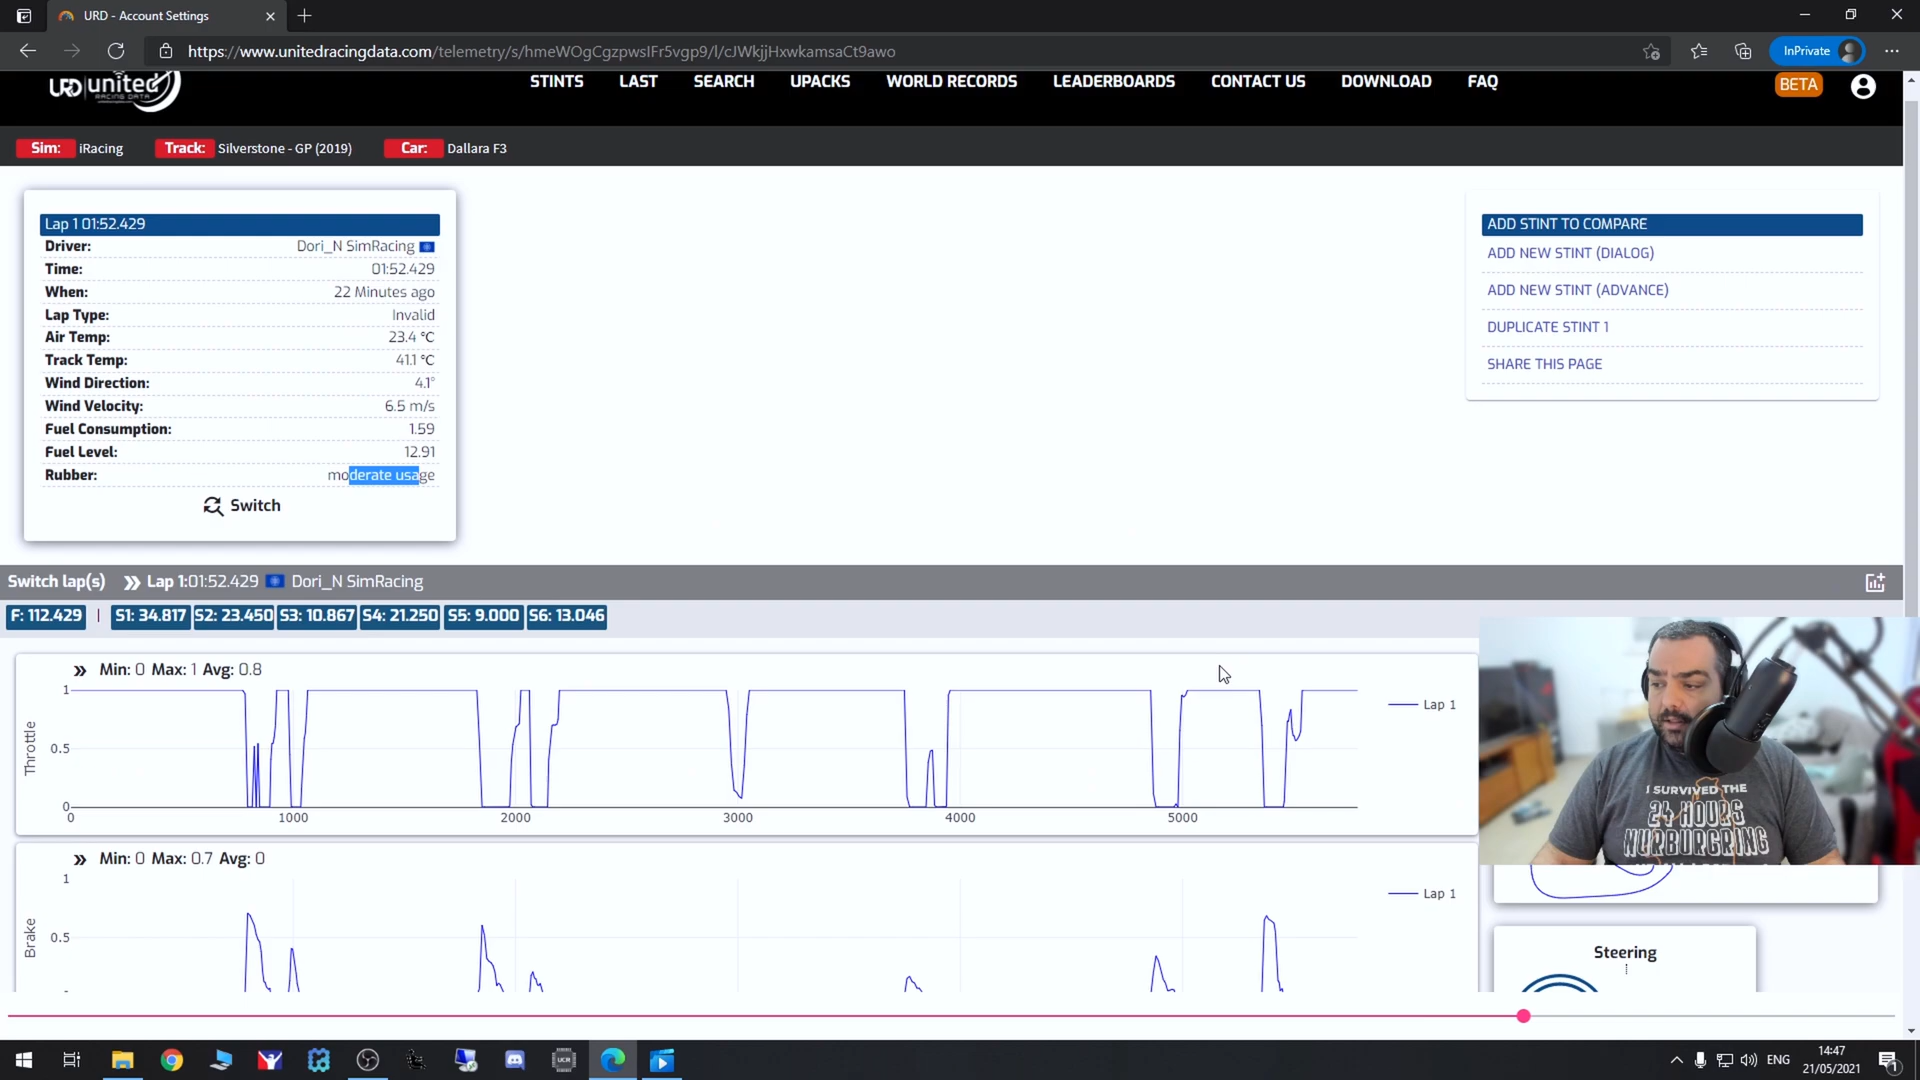 URD - Account Settings
https://www.unitedracingdata.com/telemetry/s/hmeWOgCgzpwsIFr5vgp9/l/cJWkjjHxwkamsaCt9awo
InPrivate
URD united
RACING DATA
STINTS LAST SEARCH UPACKS WORLD RECORDS LEADERBOARDS CONTACT US DOWNLOAD FAQ
BETA
Sim: iRacing Track: Silverstone - GP (2019) Car: Dallara F3
Lap 1 01:52.429
Driver: Dori_N SimRacing
Time: 01:52.429
When: 22 Minutes ago
Lap Type: Invalid
Air Temp: 23.4 °C
Track Temp: 41.1 °C
Wind Direction: 4.1°
Wind Velocity: 6.5 m/s
Fuel Consumption: 1.59
Fuel Level: 12.91
Rubber: moderate usage
Switch
ADD STINT TO COMPARE
ADD NEW STINT (DIALOG)
ADD NEW STINT (ADVANCE)
DUPLICATE STINT 1
SHARE THIS PAGE
Switch lap(s) Lap 1:01:52.429 Dori_N SimRacing
F: 112.429 | S1: 34.817 S2: 23.450 S3: 10.867 S4: 21.250 S5: 9.000 S6: 13.046
Min: 0 Max: 1 Avg: 0.8
1
0.5
0
Throttle
0 1000 2000 3000 4000 5000
Lap 1
Min: 0 Max: 0.7 Avg: 0
1
0.5
Brake
Lap 1
I SURVIVED THE
24 HOURS
NURBURGRING
Steering
UCR
ENG
14:47
21/05/2021
1